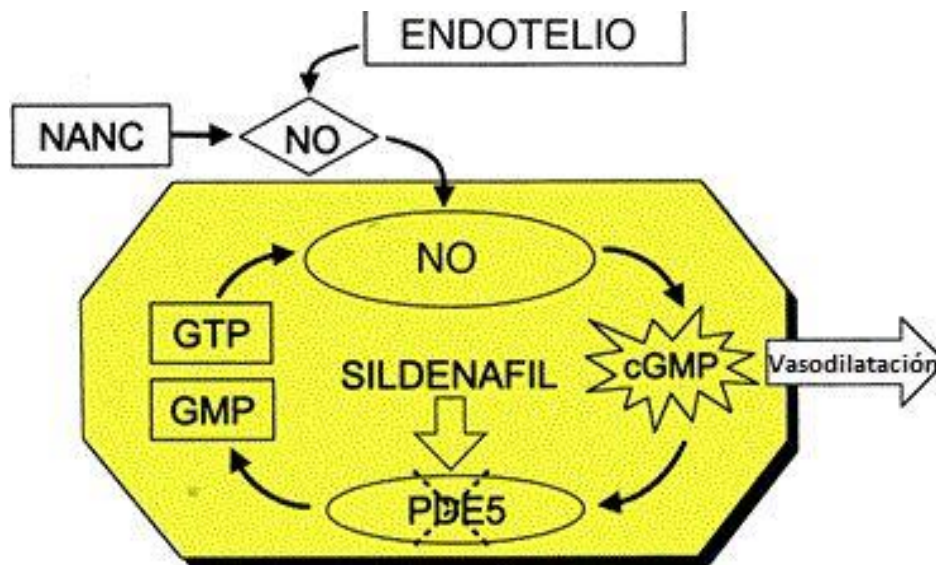 ENDOTELIO
NANC
NO
NO
GTP
SILDENAFIL
cGMP
Vasodilatación
GMP
PDE5